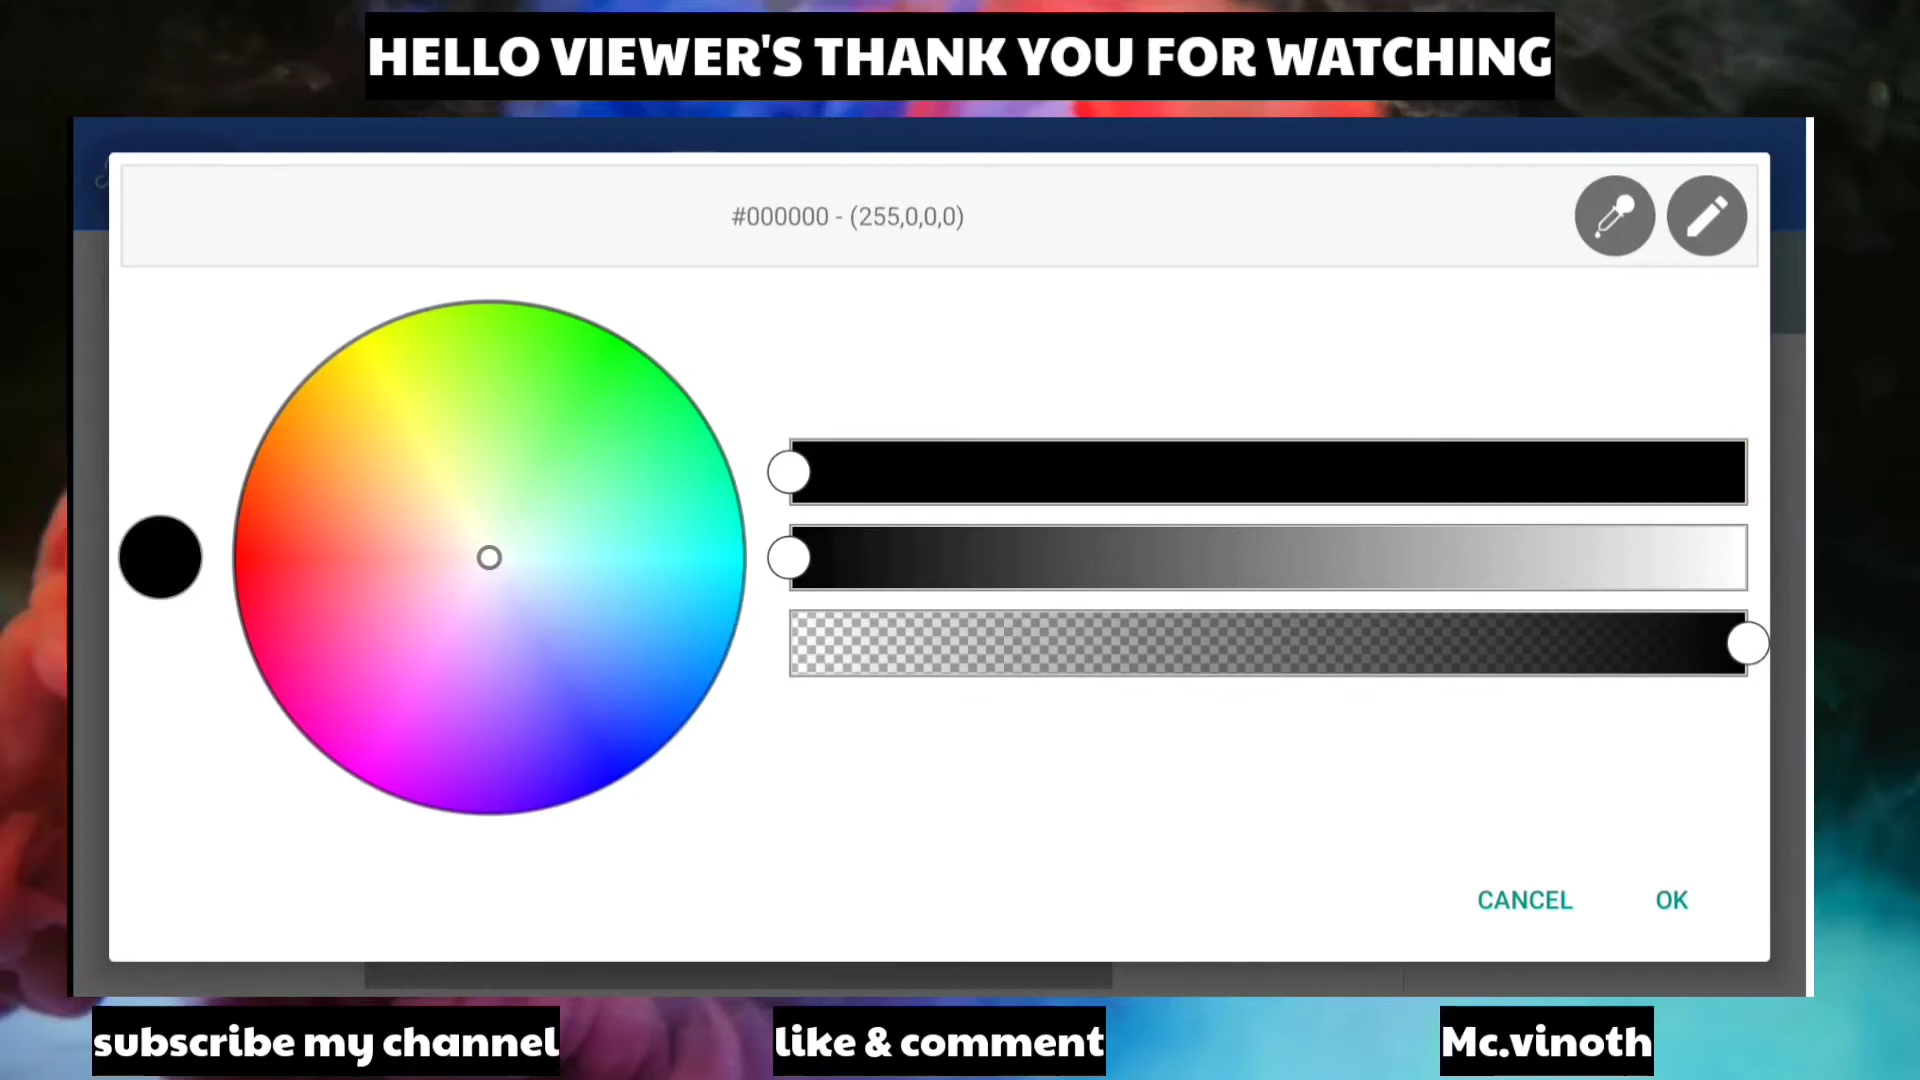 HELLO VIEWER'S THANK YOU FOR WATCHING
#000000 - (255,0,0,0)
CANCEL OK
subscribe my channel like & comment Mc.vinoth